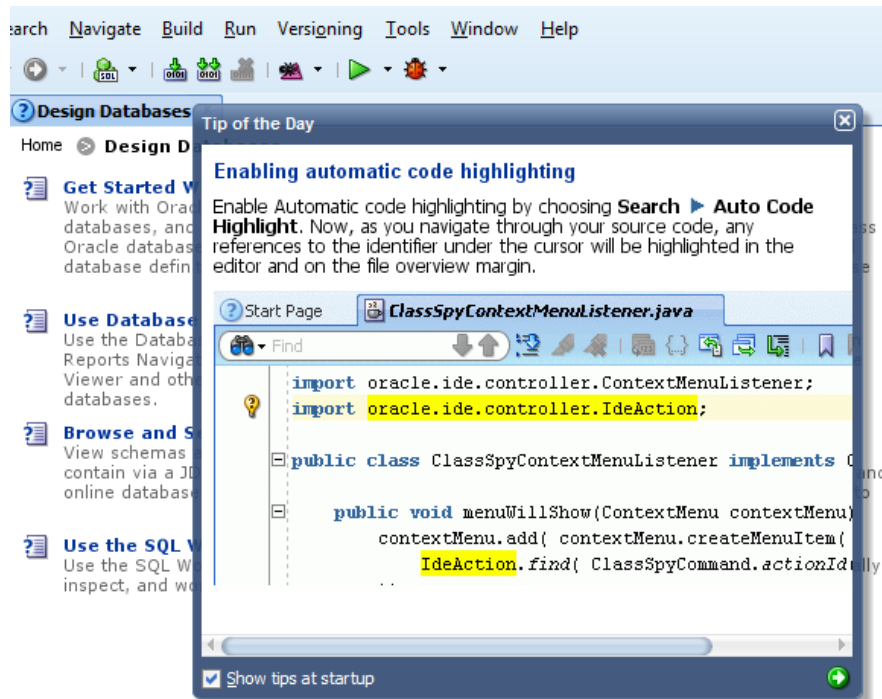 Navigate Build Run Versioning Tools Window Help
SQL
Design Databases
Home Design D
Get Started W
Work with Orac
databases, and
Oracle databas
database defin
Use Database
Use the Databa
Reports Naviga
Viewer and oth
databases.
Browse and S
View schemas a
contain via a JD
online database
Use the SQL W
Use the SQL Wo
inspect, and wo
Tip of the Day
Enabling automatic code highlighting
Enable Automatic code highlighting by choosing Search ▶ Auto Code
Highlight. Now, as you navigate through your source code, any
references to the identifier under the cursor will be highlighted in the
editor and on the file overview margin.
Start Page ClassSpyContextMenuListener.java
Find
import oracle.ide.controller.ContextMenuListener;
import oracle.ide.controller.IdeAction;
public class ClassSpyContextMenuListener implements
public void menuWillShow(ContextMenu contextMenu)
contextMenu.add( contextMenu.createMenuItem(
IdeAction.find( ClassSpyCommand.actionId
Show tips at startup